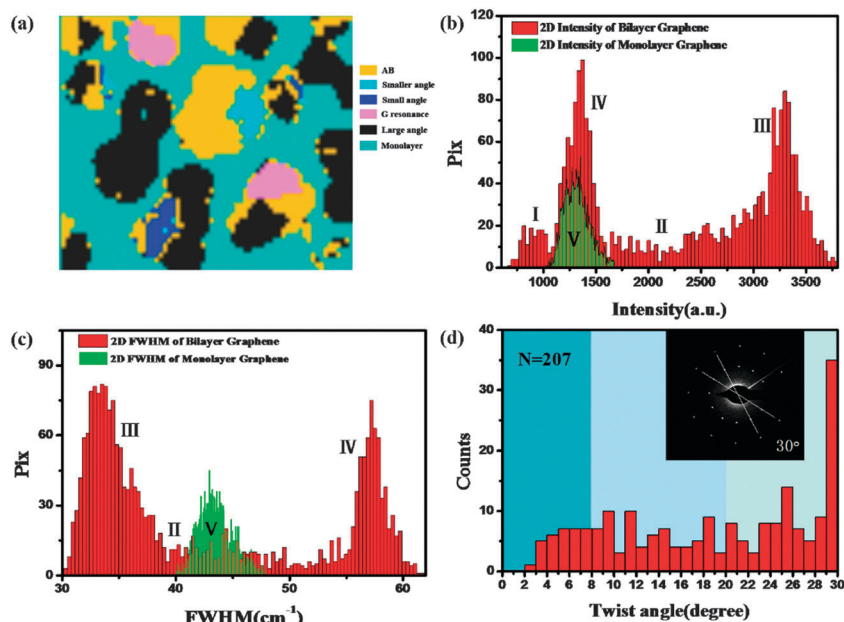 (a)
AB
Smaller angle
Small angle
G resonance
Large angle
Monolayer
(b)
2D Intensity of Bilayer Graphene
2D Intensity of Monolayer Graphene
120
100
80
60
40
20
0
Pix
I
II
III
IV
V
1000 1500 2000 2500 3000 3500
Intensity(a.u.)
(c)
2D FWHM of Bilayer Graphene
2D FWHM of Monolayer Graphene
90
60
30
0
Pix
III
II
V
IV
30 40 50 60
FWHM(cm-1)
(d)
N=207
30°
40
30
20
10
0
Counts
0 2 4 6 8 10 12 14 16 18 20 22 24 26 28 30
Twist angle(degree)